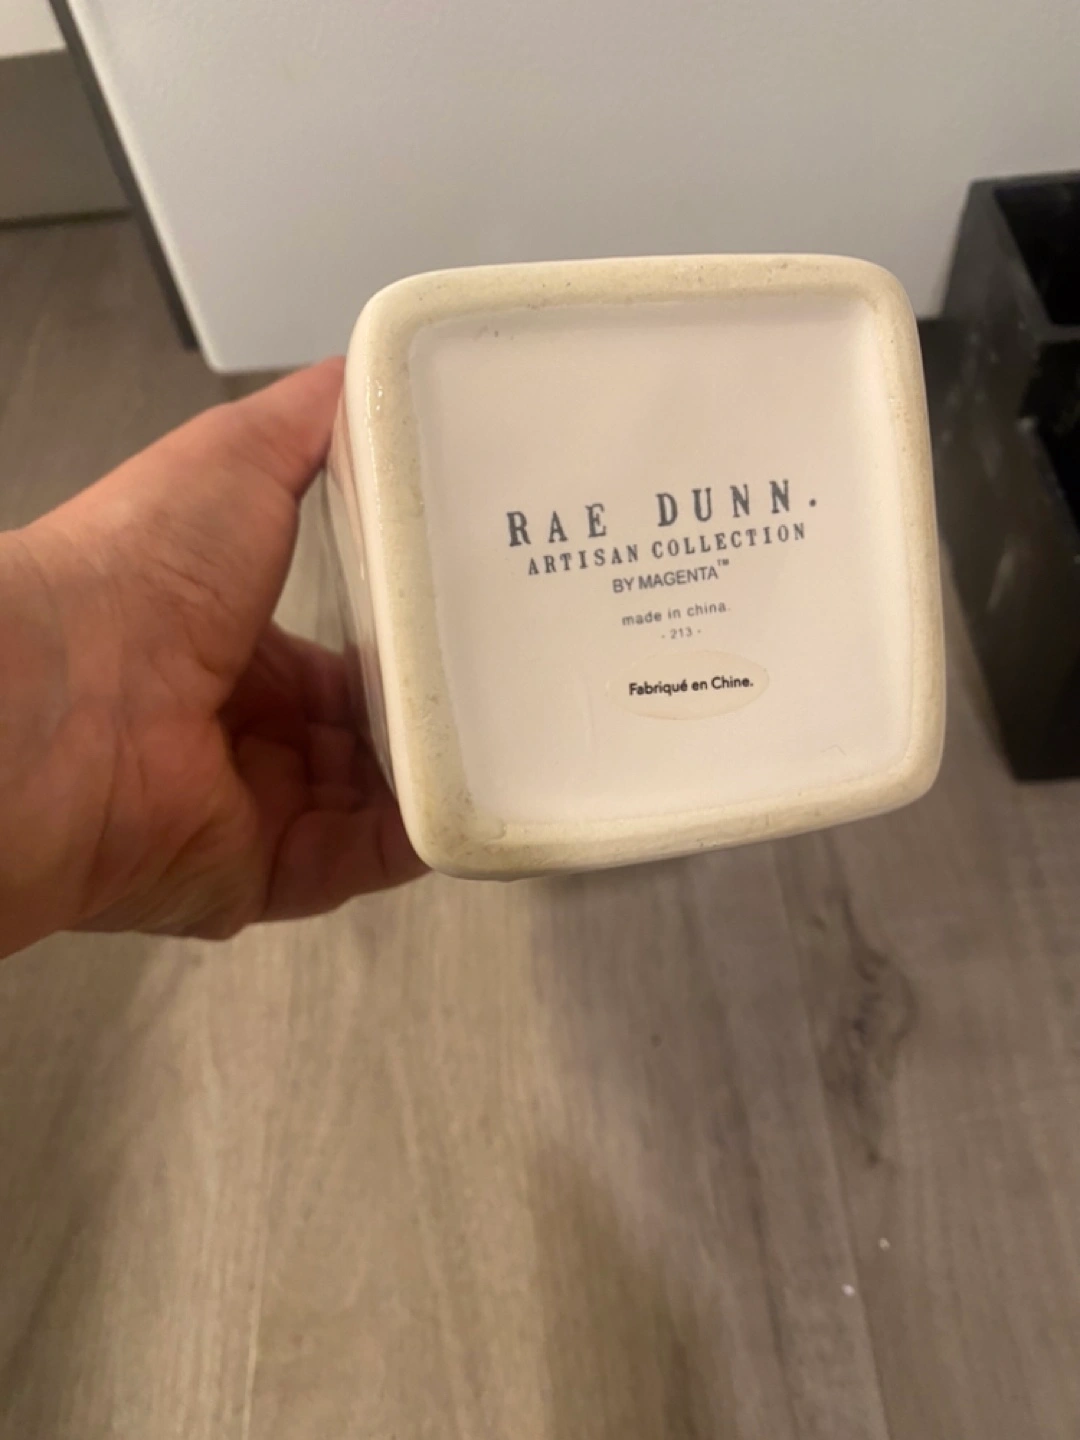 RAE DUNN.
ARTISAN COLLECTION
BY MAGENTA™
made in china.
· 213 ·
Fabriqué en Chine.